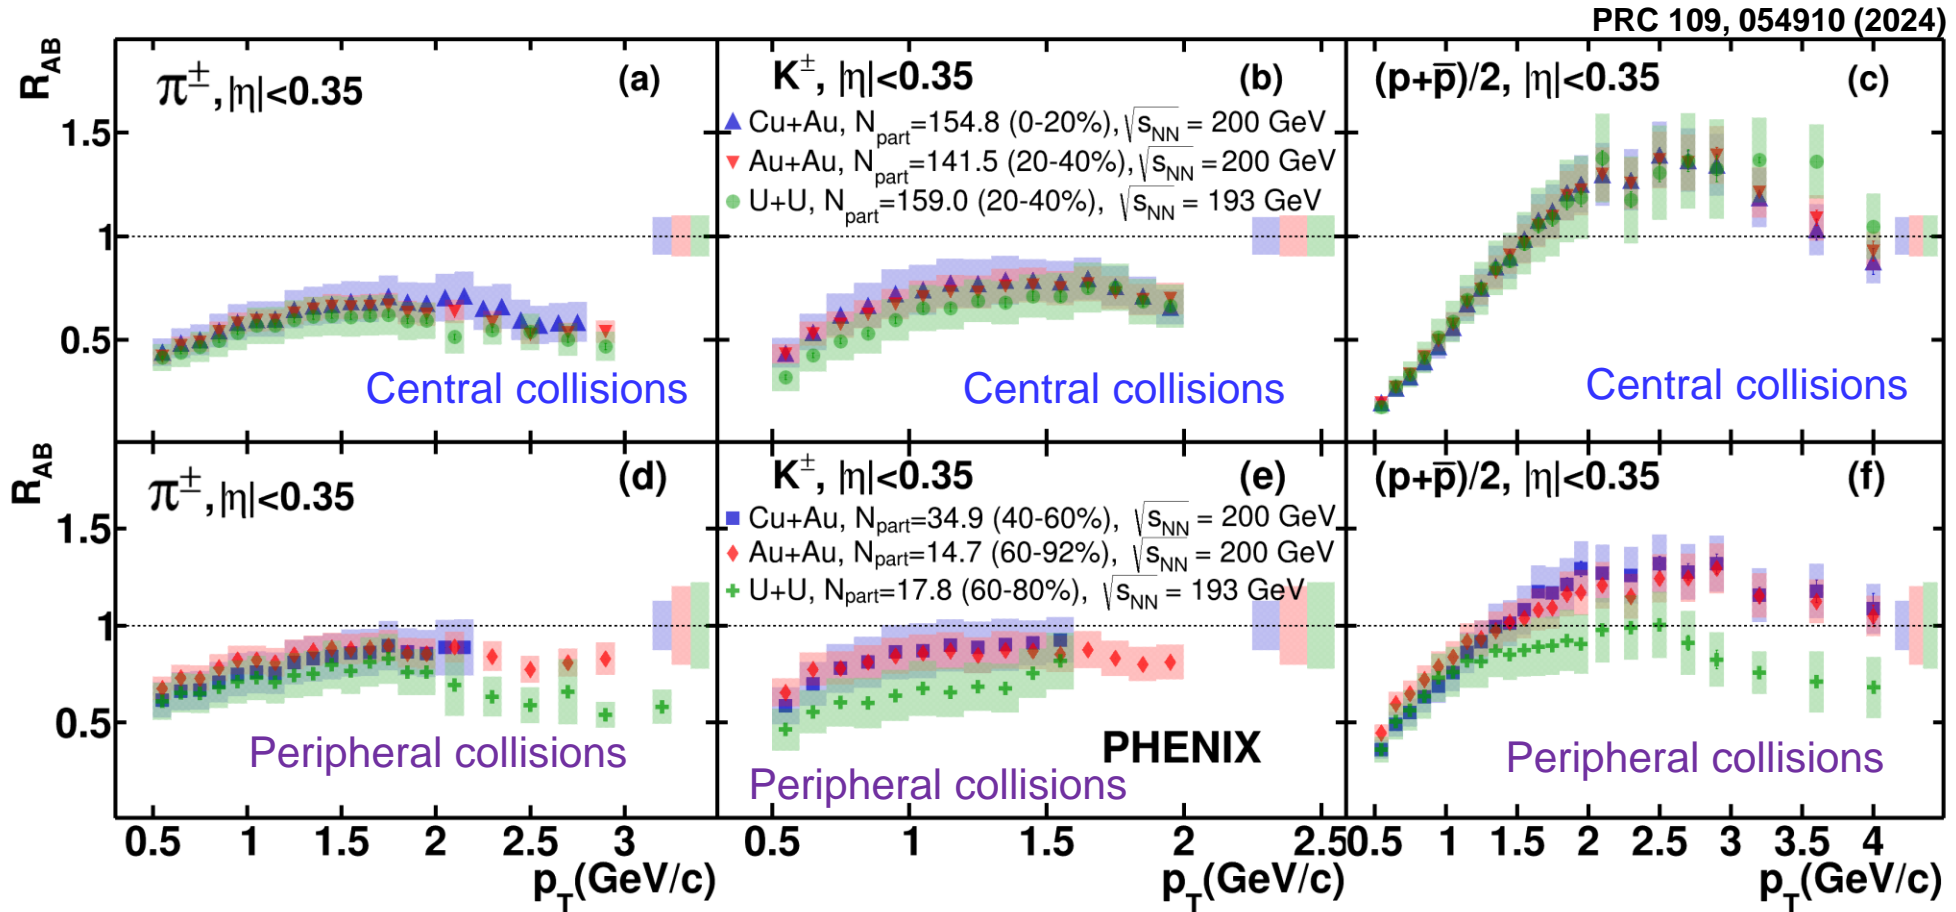 PRC 109, 054910 (2024)
R_AB
π±, |η|<0.35
(a)
K±, |η|<0.35
(b)
(p+p̅)/2, |η|<0.35
(c)
1.5
1
0.5
Cu+Au, N_part=154.8 (0-20%), √s_NN = 200 GeV
Au+Au, N_part=141.5 (20-40%), √s_NN = 200 GeV
U+U, N_part=159.0 (20-40%), √s_NN = 193 GeV
Central collisions
Central collisions
Central collisions
R_AB
π±, |η|<0.35
(d)
K±, |η|<0.35
(e)
(p+p̅)/2, |η|<0.35
(f)
1.5
1
0.5
Cu+Au, N_part=34.9 (40-60%), √s_NN = 200 GeV
Au+Au, N_part=14.7 (60-92%), √s_NN = 200 GeV
U+U, N_part=17.8 (60-80%), √s_NN = 193 GeV
Peripheral collisions
PHENIX
Peripheral collisions
Peripheral collisions
0.5 1 1.5 2 2.5 3
0.5 1 1.5 2 2.5
0.5 1 1.5 2 2.5 3 3.5 4
p_T(GeV/c)
p_T(GeV/c)
p_T(GeV/c)